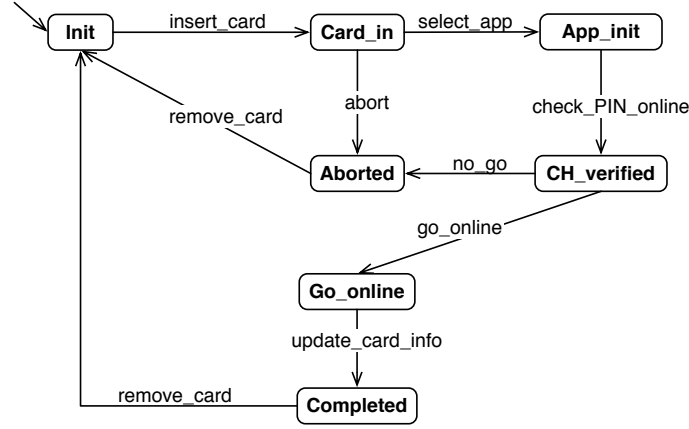 insert_card
select_app
Init
Card_in
App_init
abort
check_PIN_online
remove_card
no_go
Aborted
CH_verified
go_online
Go_online
update_card_info
remove_card
Completed